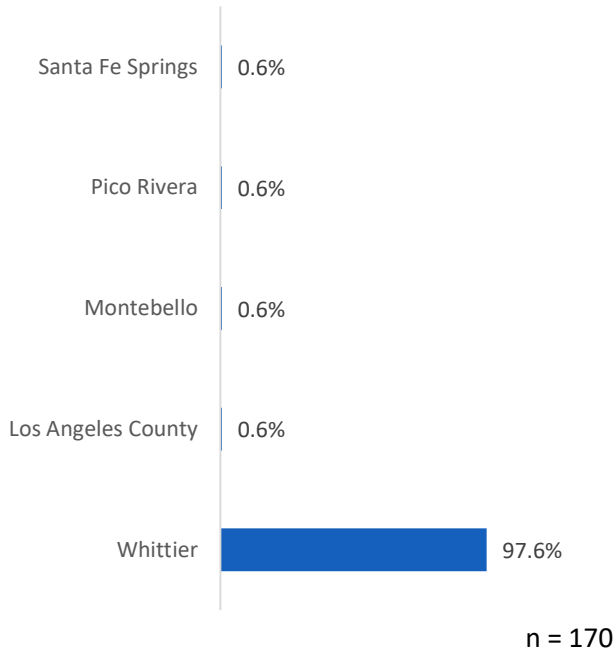 Santa Fe Springs 0.6%
Pico Rivera 0.6%
Montebello 0.6%
Los Angeles County 0.6%
Whittier 97.6%
n = 170